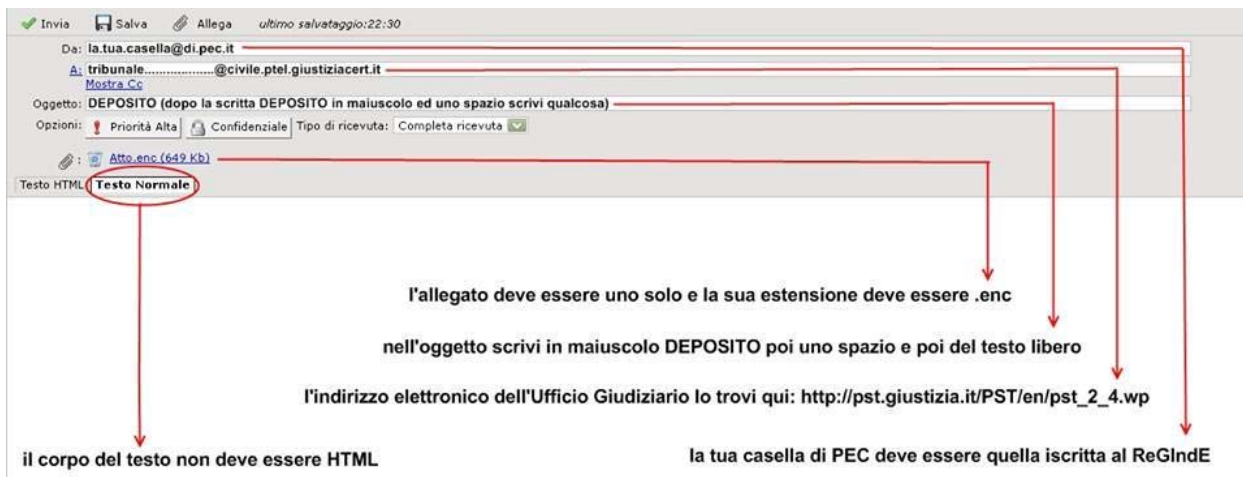 Invia Salva Allega ultimo salvataggio:22:30
Da: la.tua.casella@di.pec.it
A: tribunale...................@civile.ptel.giustiziacert.it
Mostra Cc
Oggetto: DEPOSITO (dopo la scritta DEPOSITO in maiuscolo ed uno spazio scrivi qualcosa)
Opzioni: Priorità Alta Confidenziale Tipo di ricevuta: Completa ricevuta
: Atto.enc (649 Kb)
Testo HTML Testo Normale
l'allegato deve essere uno solo e la sua estensione deve essere .enc
nell'oggetto scrivi in maiuscolo DEPOSITO poi uno spazio e poi del testo libero
l'indirizzo elettronico dell'Ufficio Giudiziario lo trovi qui: http://pst.giustizia.it/PST/en/pst_2_4.wp
il corpo del testo non deve essere HTML
la tua casella di PEC deve essere quella iscritta al ReGIndE